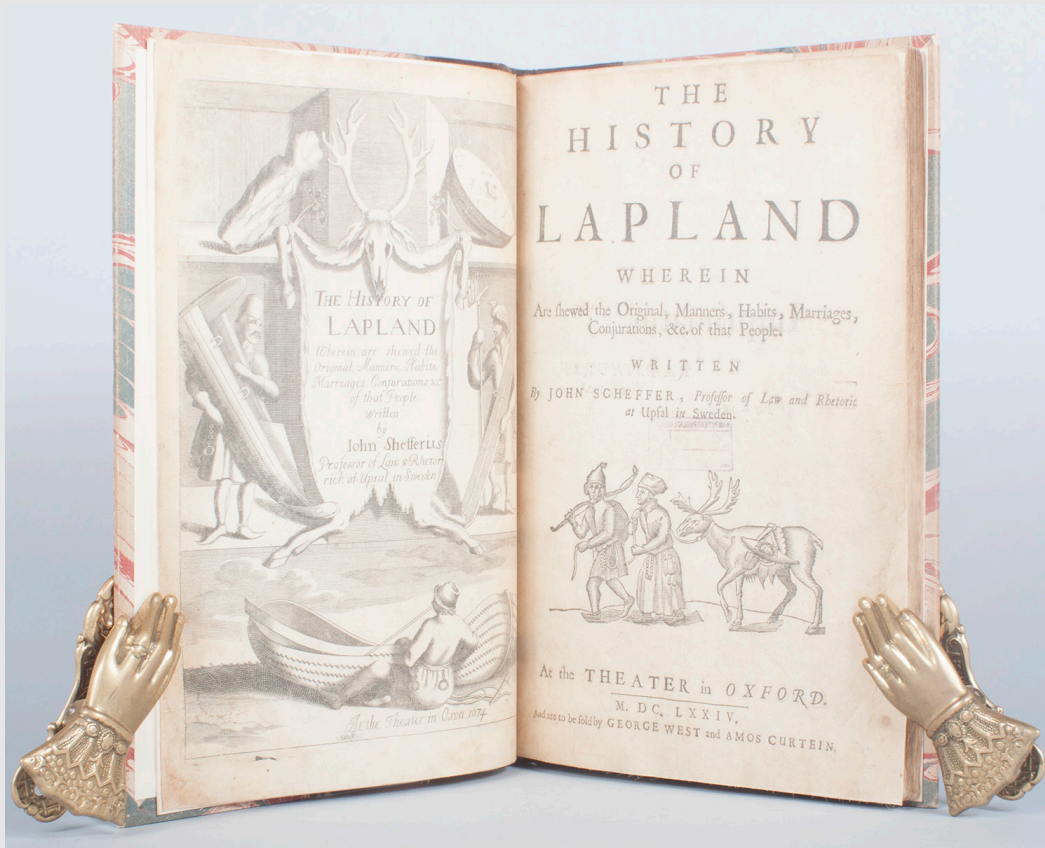 THE HISTORY OF
LAPLAND
Wherein are shewed the
Original, Manners, Habits,
Marriages, Conjurations, &c
of that People.
Written
by
Iohn Shefferus
Professor of Law & Rheto-
rick at Upsal in Sweden
At the Theater in Oxon. 1674
THE
HISTORY
OF
LAPLAND
WHEREIN
Are ſhewed the Original, Manners, Habits, Marriages,
Conjurations, &c. of that People.
WRITTEN
By JOHN SCHEFFER, Profeſſor of Law and Rhetoric
at Upſal in Sweden.
At the THEATER in OXFORD.
M. DC. LXXIV.
And are to be ſold by GEORGE WEST and AMOS CURTEIN.